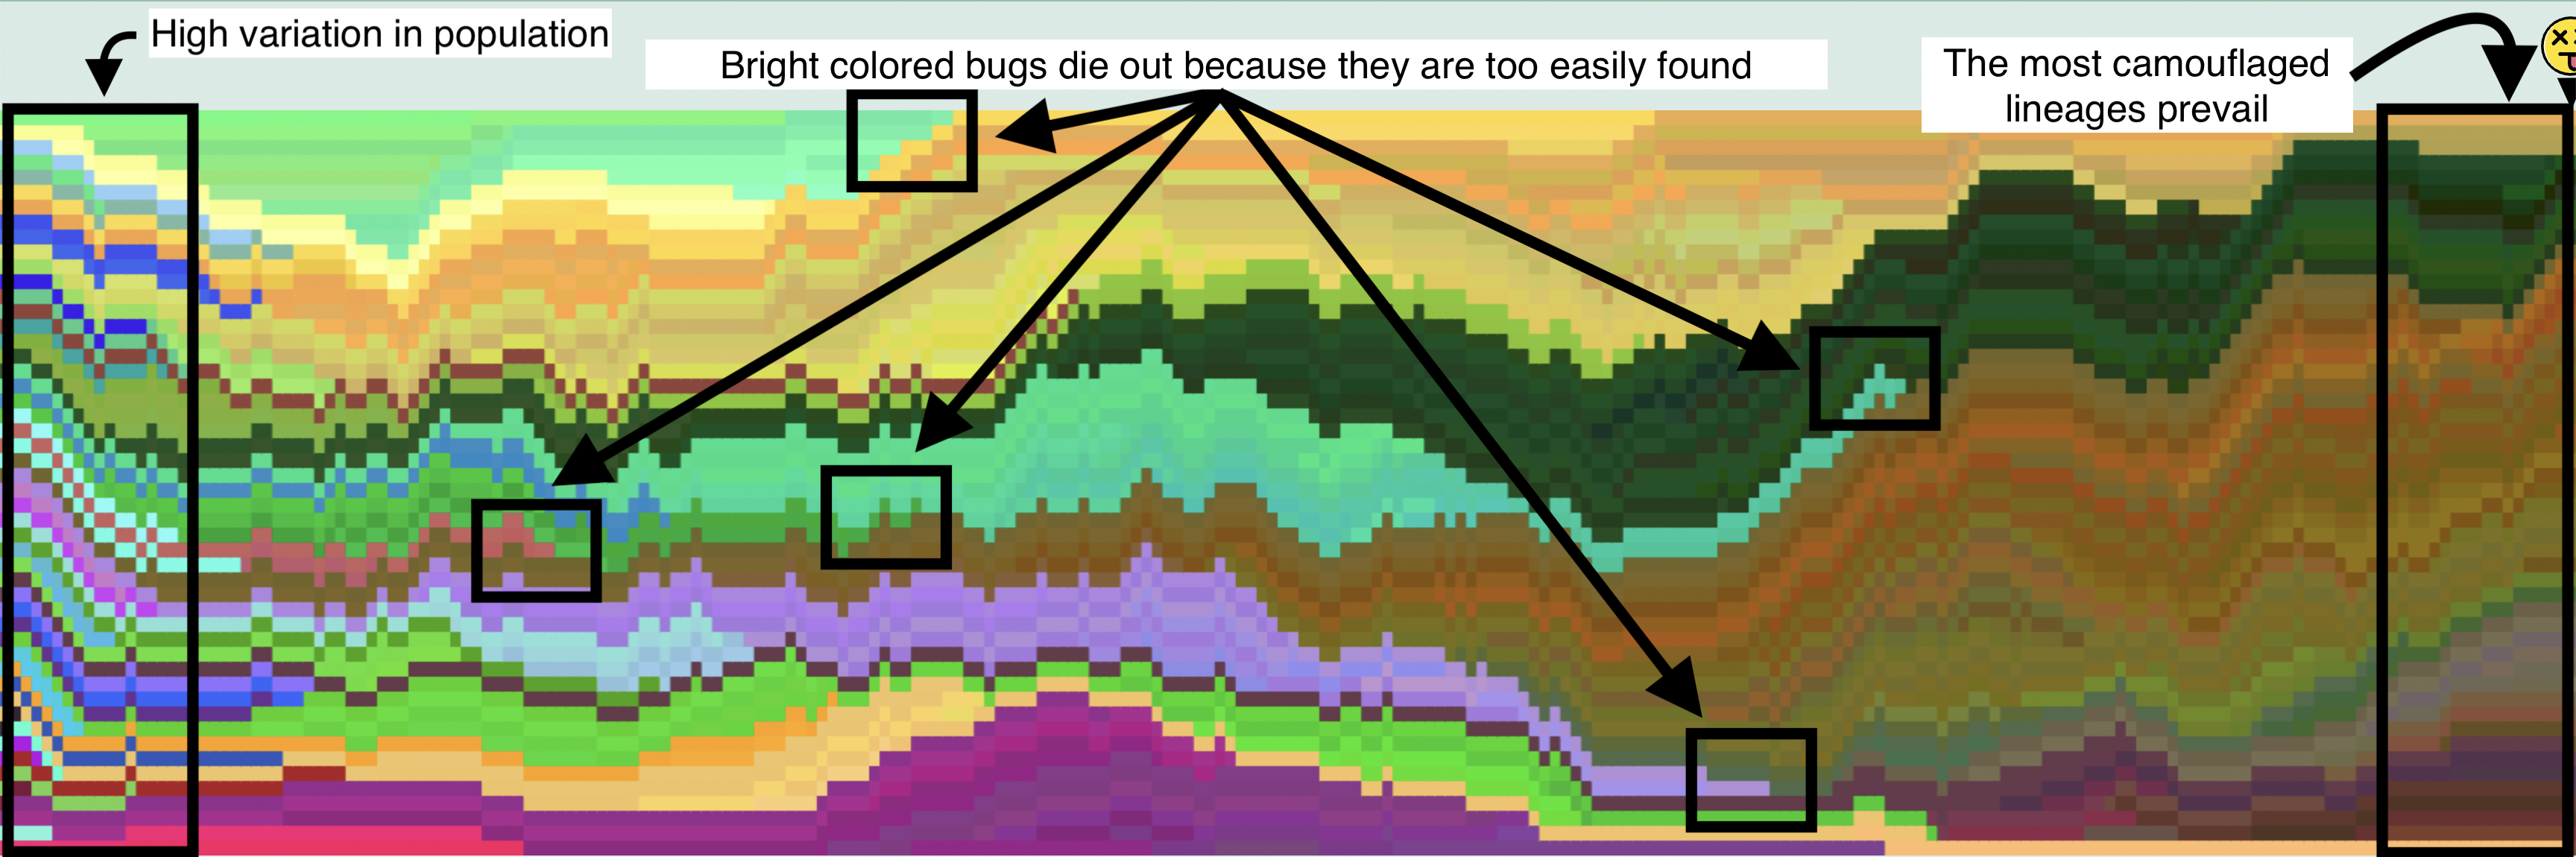 High variation in population
Bright colored bugs die out because they are too easily found
The most camouflaged
lineages prevail